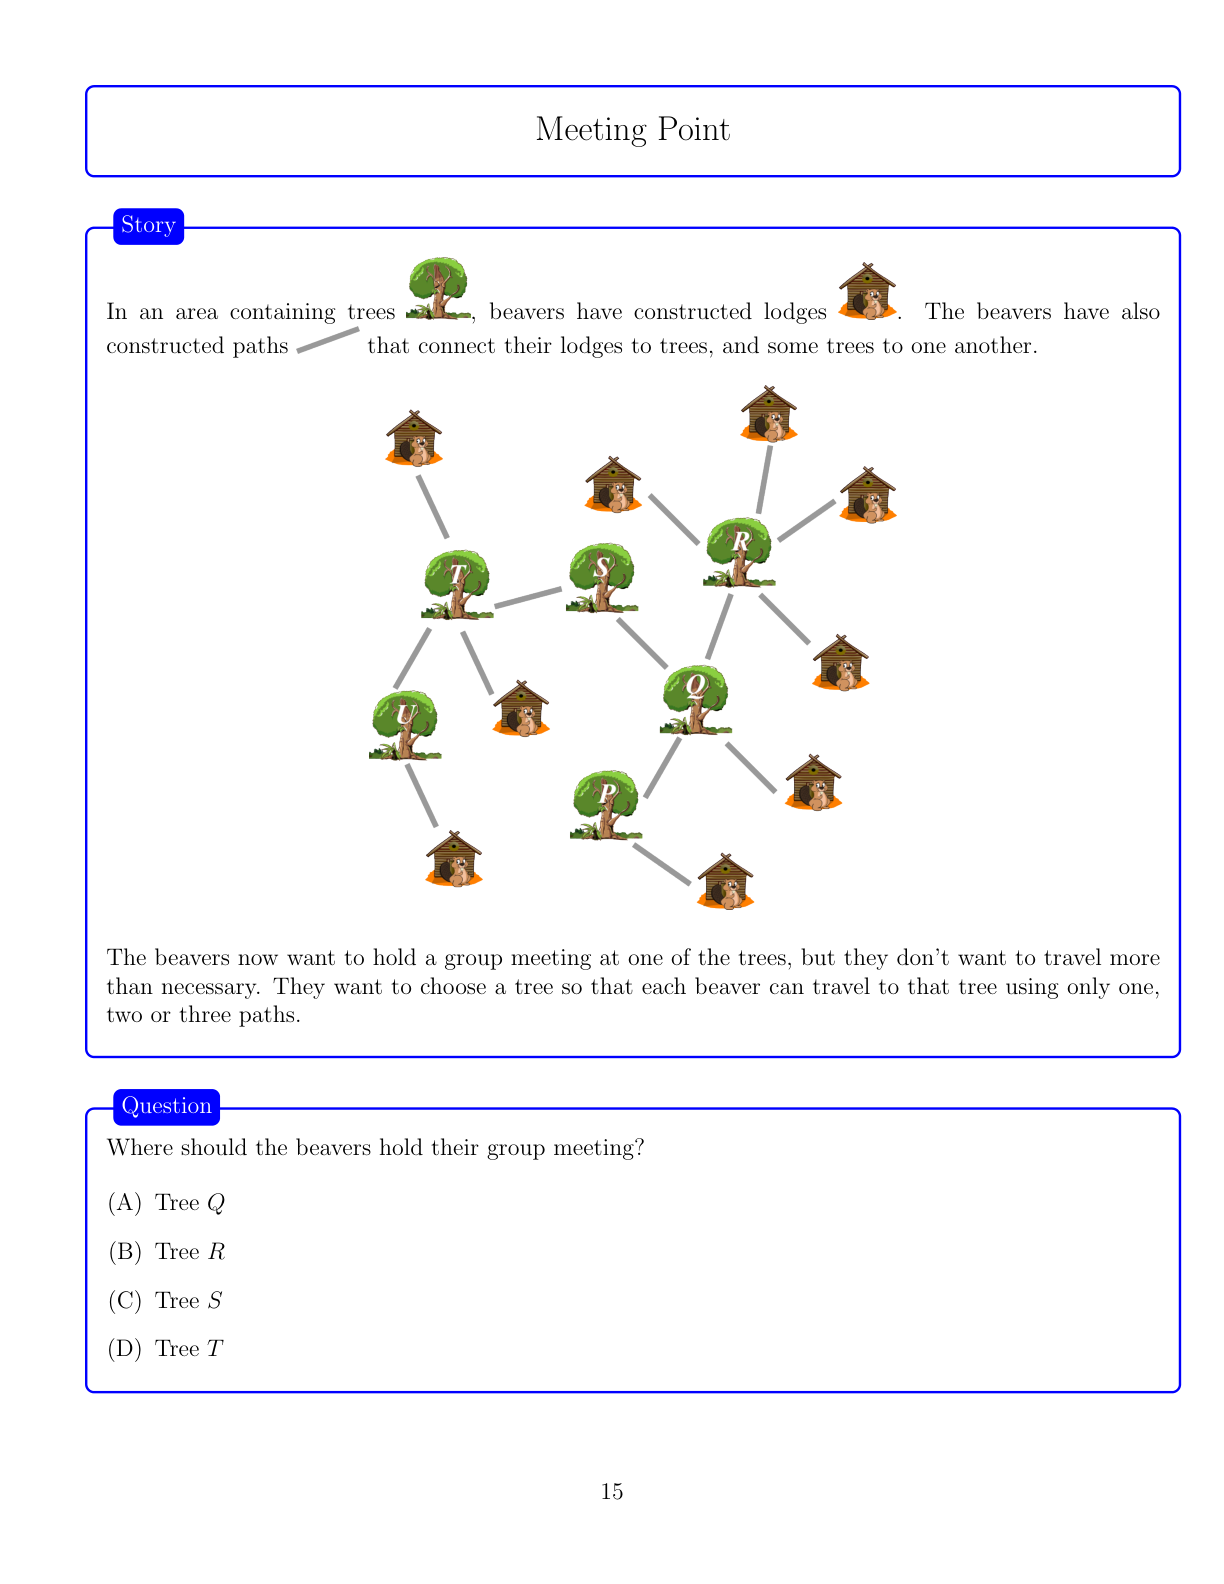 Meeting Point
Story
In an area containing trees , beavers have constructed lodges . The beavers have also
constructed paths that connect their lodges to trees, and some trees to one another.
R
S
T
Q
U
P
The beavers now want to hold a group meeting at one of the trees, but they don't want to travel more
than necessary. They want to choose a tree so that each beaver can travel to that tree using only one,
two or three paths.
Question
Where should the beavers hold their group meeting?
(A) Tree Q
(B) Tree R
(C) Tree S
(D) Tree T
15